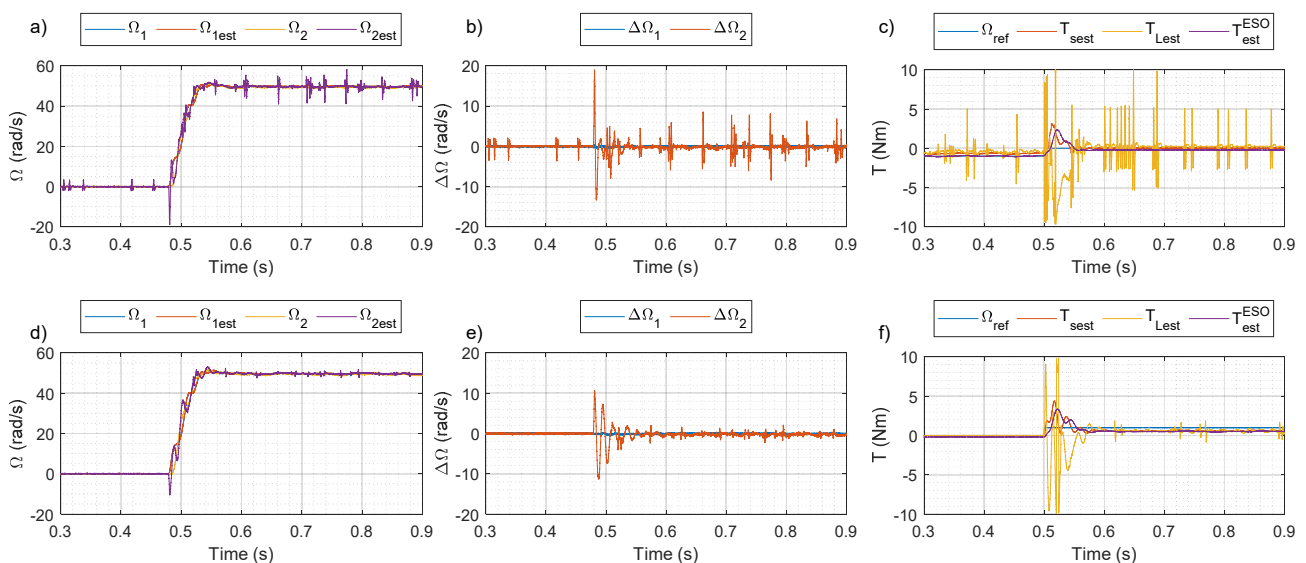 a)
Ω1 Ω1est Ω2 Ω2est
60
40
20
0
-20
Ω (rad/s)
0.3 0.4 0.5 0.6 0.7 0.8 0.9
Time (s)
b)
ΔΩ1 ΔΩ2
20
10
0
-10
-20
ΔΩ (rad/s)
0.3 0.4 0.5 0.6 0.7 0.8 0.9
Time (s)
c)
Ωref Tsest TLest TestESO
10
5
0
-5
-10
T (Nm)
0.3 0.4 0.5 0.6 0.7 0.8 0.9
Time (s)
d)
Ω1 Ω1est Ω2 Ω2est
60
40
20
0
-20
Ω (rad/s)
0.3 0.4 0.5 0.6 0.7 0.8 0.9
Time (s)
e)
ΔΩ1 ΔΩ2
20
10
0
-10
-20
ΔΩ (rad/s)
0.3 0.4 0.5 0.6 0.7 0.8 0.9
Time (s)
f)
Ωref Tsest TLest TestESO
10
5
0
-5
-10
T (Nm)
0.3 0.4 0.5 0.6 0.7 0.8 0.9
Time (s)